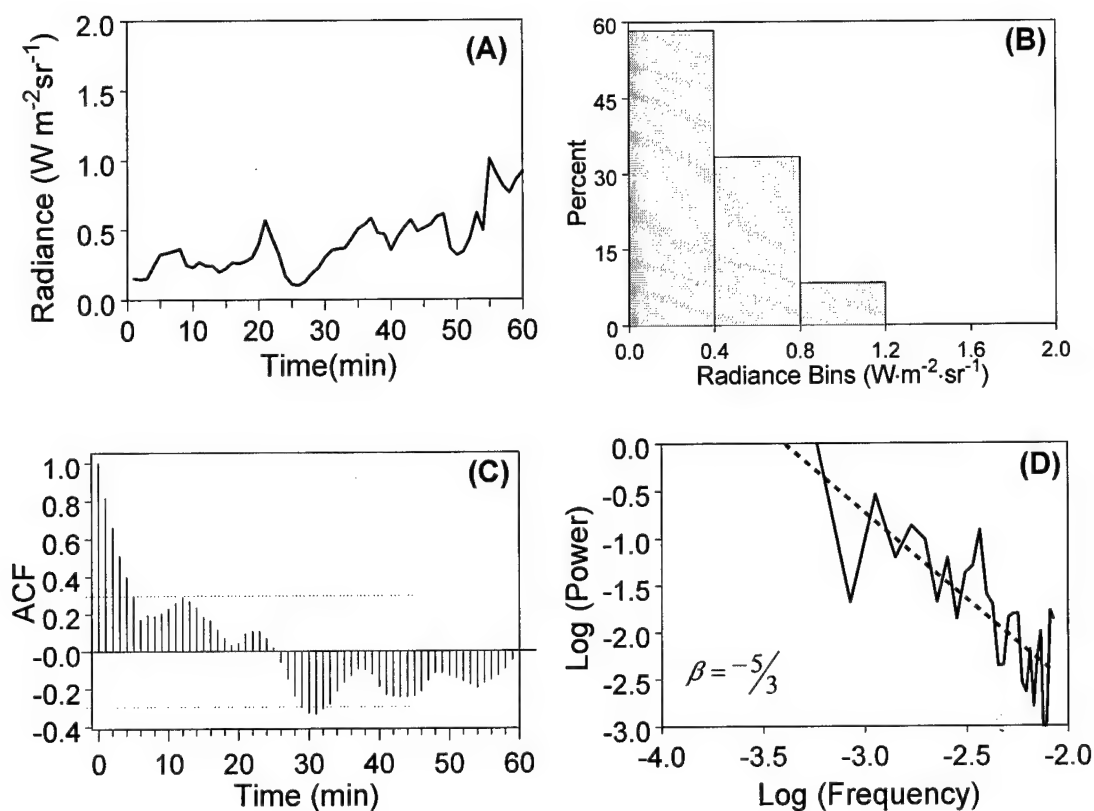 (A)
2.0
1.5
1.0
0.5
0.0
Radiance (W m⁻²sr⁻¹)
0 10 20 30 40 50 60
Time(min)
(B)
60
45
30
15
0
Percent
0.0 0.4 0.8 1.2 1.6 2.0
Radiance Bins (W·m⁻²·sr⁻¹)
(C)
1.0
0.8
0.6
0.4
0.2
-0.0
-0.2
-0.4
ACF
0 10 20 30 40 50 60
Time (min)
(D)
0.0
-0.5
-1.0
-1.5
-2.0
-2.5
-3.0
Log (Power)
β = -5/3
-4.0 -3.5 -3.0 -2.5 -2.0
Log (Frequency)